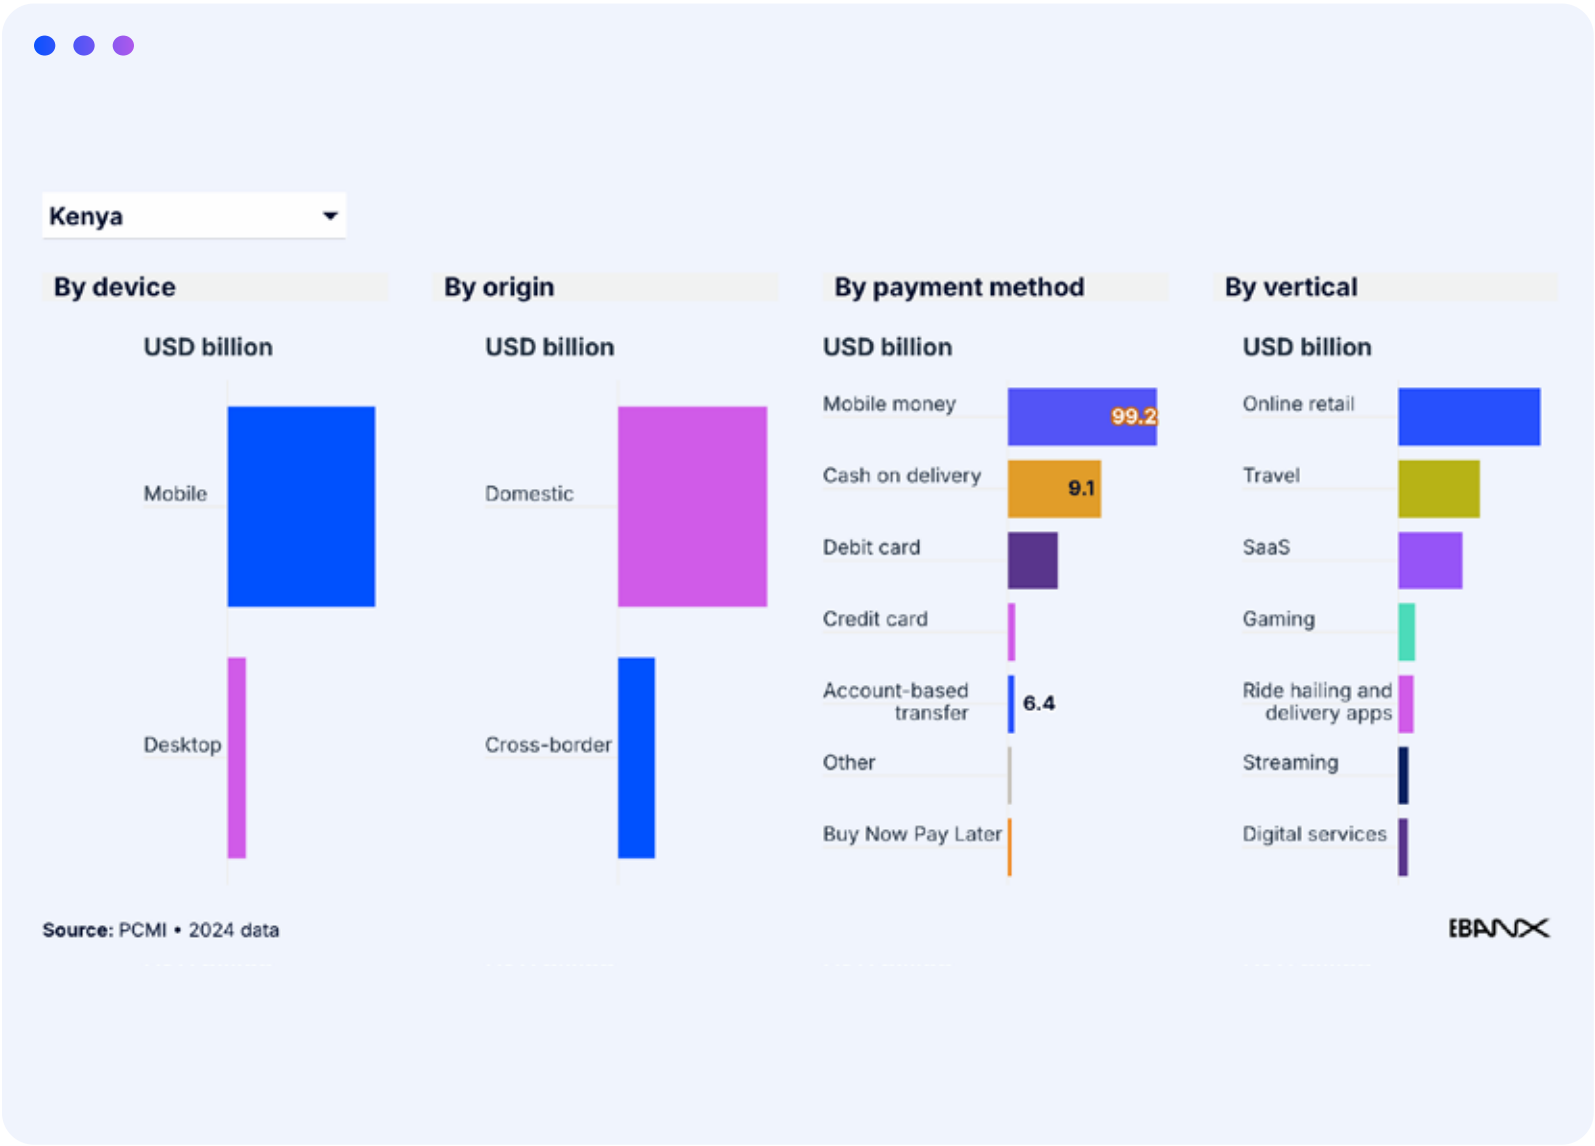 Kenya
By device
USD billion
Mobile
Desktop
By origin
USD billion
Domestic
Cross-border
By payment method
USD billion
Mobile money
99.2
Cash on delivery
9.1
Debit card
Credit card
Account-based
transfer
6.4
Other
Buy Now Pay Later
By vertical
USD billion
Online retail
Travel
SaaS
Gaming
Ride hailing and
delivery apps
Streaming
Digital services
Source: PCMI • 2024 data
EBANX